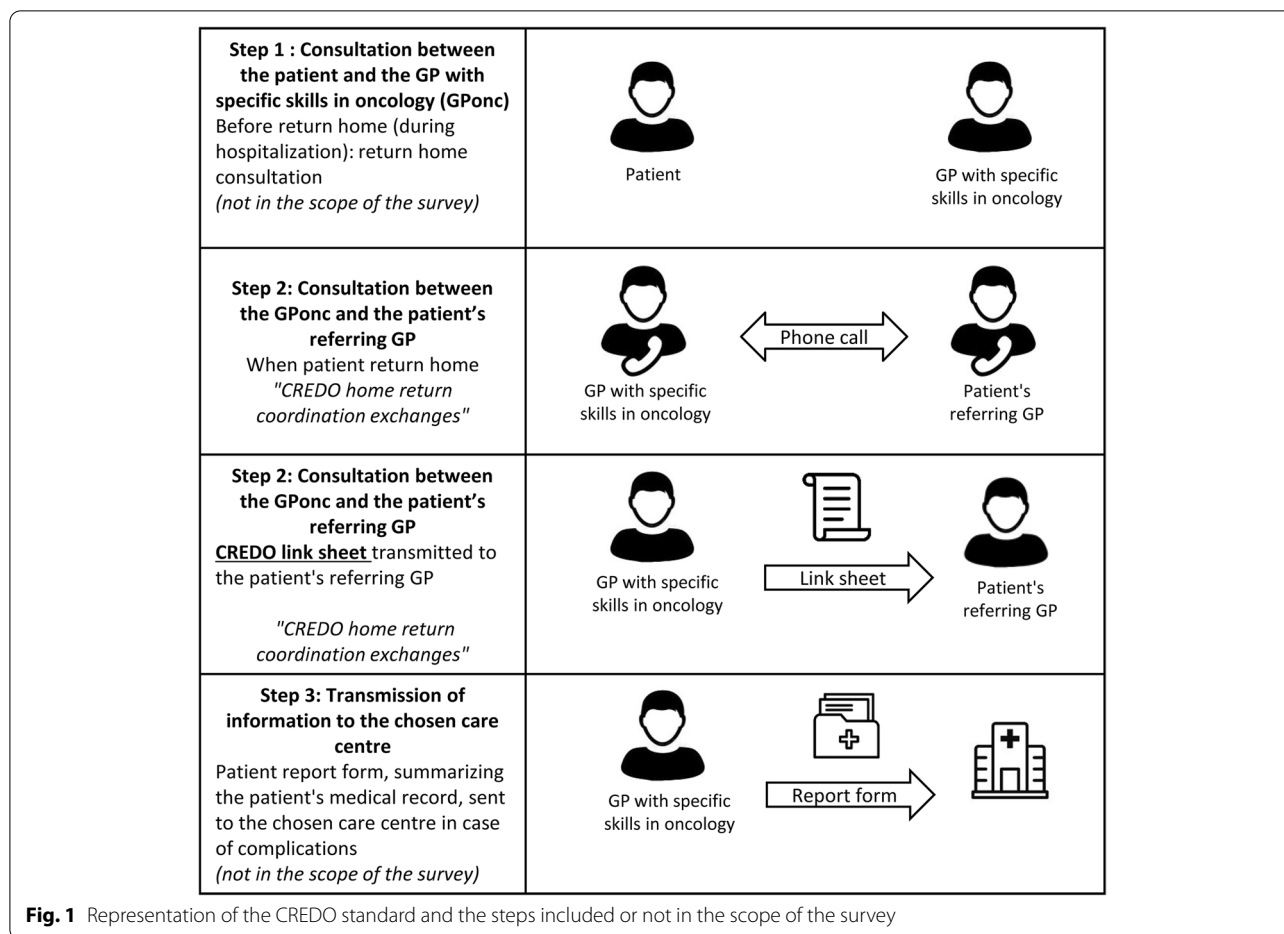 Step 1 : Consultation between
the patient and the GP with
specific skills in oncology (GPonc)
Before return home (during
hospitalization): return home
consultation
(not in the scope of the survey)
Patient
GP with specific
skills in oncology
Step 2: Consultation between
the GPonc and the patient's
referring GP
When patient return home
"CREDO home return
coordination exchanges"
GP with specific
skills in oncology
Phone call
Patient's
referring GP
Step 2: Consultation between
the GPonc and the patient's
referring GP
CREDO link sheet transmitted to
the patient's referring GP
"CREDO home return
coordination exchanges"
GP with specific
skills in oncology
Link sheet
Patient's
referring GP
Step 3: Transmission of
information to the chosen care
centre
Patient report form, summarizing
the patient's medical record, sent
to the chosen care centre in case
of complications
(not in the scope of the survey)
GP with specific
skills in oncology
Report form
Fig. 1 Representation of the CREDO standard and the steps included or not in the scope of the survey